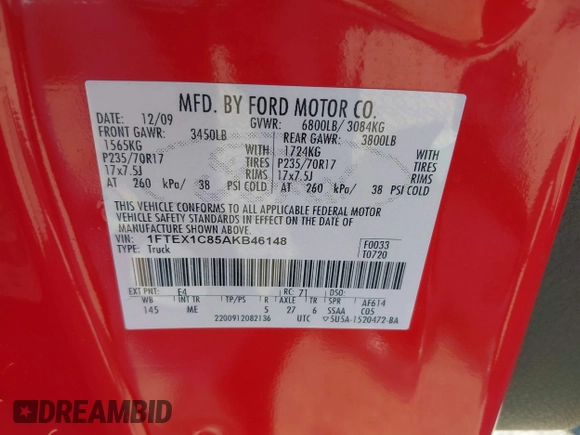 MFD. BY FORD MOTOR CO.
DATE: 12/09 GVWR: 6800LB/ 3084KG
FRONT GAWR: 3450LB REAR GAWR: 3800LB
1565KG 1724KG
P235/70R17 TIRES P235/70R17 TIRES
17x7.5J RIMS 17x7.5J RIMS
AT 260 kPa/ 38 PSI COLD AT 260 kPa/ 38 PSI COLD
THIS VEHICLE CONFORMS TO ALL APPLICABLE FEDERAL MOTOR
VEHICLE SAFETY STANDARDS IN EFFECT ON THE DATE OF
MANUFACTURE SHOWN ABOVE.
VIN: 1FTEX1C85AKB46148 F0033
TYPE: Truck T0720
EXT PNT: E4 RC: 71 DSO:
WB INT TR TP/PS R AXLE TR SPR AF614
145 ME 5 27 6 SSAA C05
2200912082136 UTC ▽5U5A-1520472-BA
DREAMBID